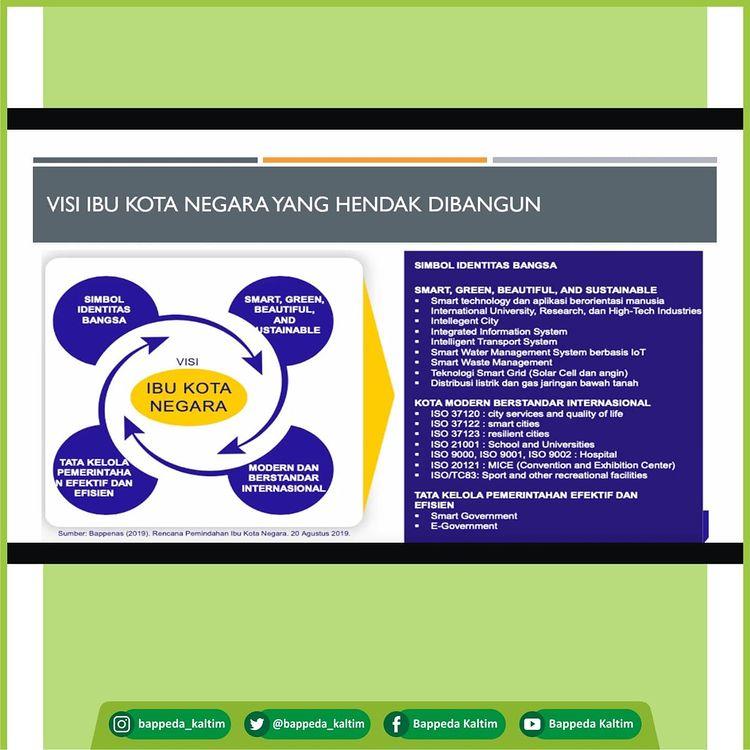 VISI IBU KOTA NEGARA YANG HENDAK DIBANGUN
SIMBOL
IDENTITAS
BANGSA
SMART, GREEN,
BEAUTIFUL,
AND
USTAINABLE
VISI
IBU KOTA
NEGARA
TATA KELOLA
PEMERINTAHA
N EFEKTIF DAN
EFISIEN
MODERN DAN
BERSTANDAR
INTERNASIONAL
Sumber: Bappenas (2019). Rencana Pemindahan Ibu Kota Negara. 20 Agustus 2019.
SIMBOL IDENTITAS BANGSA
SMART, GREEN, BEAUTIFUL, AND SUSTAINABLE
▪ Smart technology dan aplikasi berorientasi manusia
▪ International University, Research, dan High-Tech Industries
▪ Intellegent City
▪ Integrated Information System
▪ Intelligent Transport System
▪ Smart Water Management System berbasis IoT
▪ Smart Waste Management
▪ Teknologi Smart Grid (Solar Cell dan angin)
▪ Distribusi listrik dan gas jaringan bawah tanah
KOTA MODERN BERSTANDAR INTERNASIONAL
▪ ISO 37120 : city services and quality of life
▪ ISO 37122 : smart cities
▪ ISO 37123 : resilient cities
▪ ISO 21001 : School and Universities
▪ ISO 9000, ISO 9001, ISO 9002 : Hospital
▪ ISO 20121 : MICE (Convention and Exhibition Center)
▪ ISO/TC83: Sport and other recreational facilities
TATA KELOLA PEMERINTAHAN EFEKTIF DAN
EFISIEN
▪ Smart Government
▪ E-Government
bappeda_kaltim
@bappeda_kaltim
Bappeda Kaltim
Bappeda Kaltim